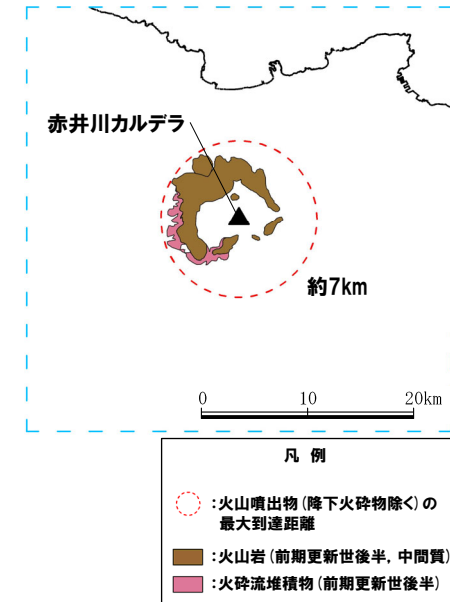 赤井川カルデラ
約7km
0 10 20km
凡 例
:火山噴出物(降下火砕物除く)の
最大到達距離
:火山岩(前期更新世後半, 中間質)
:火砕流堆積物(前期更新世後半)